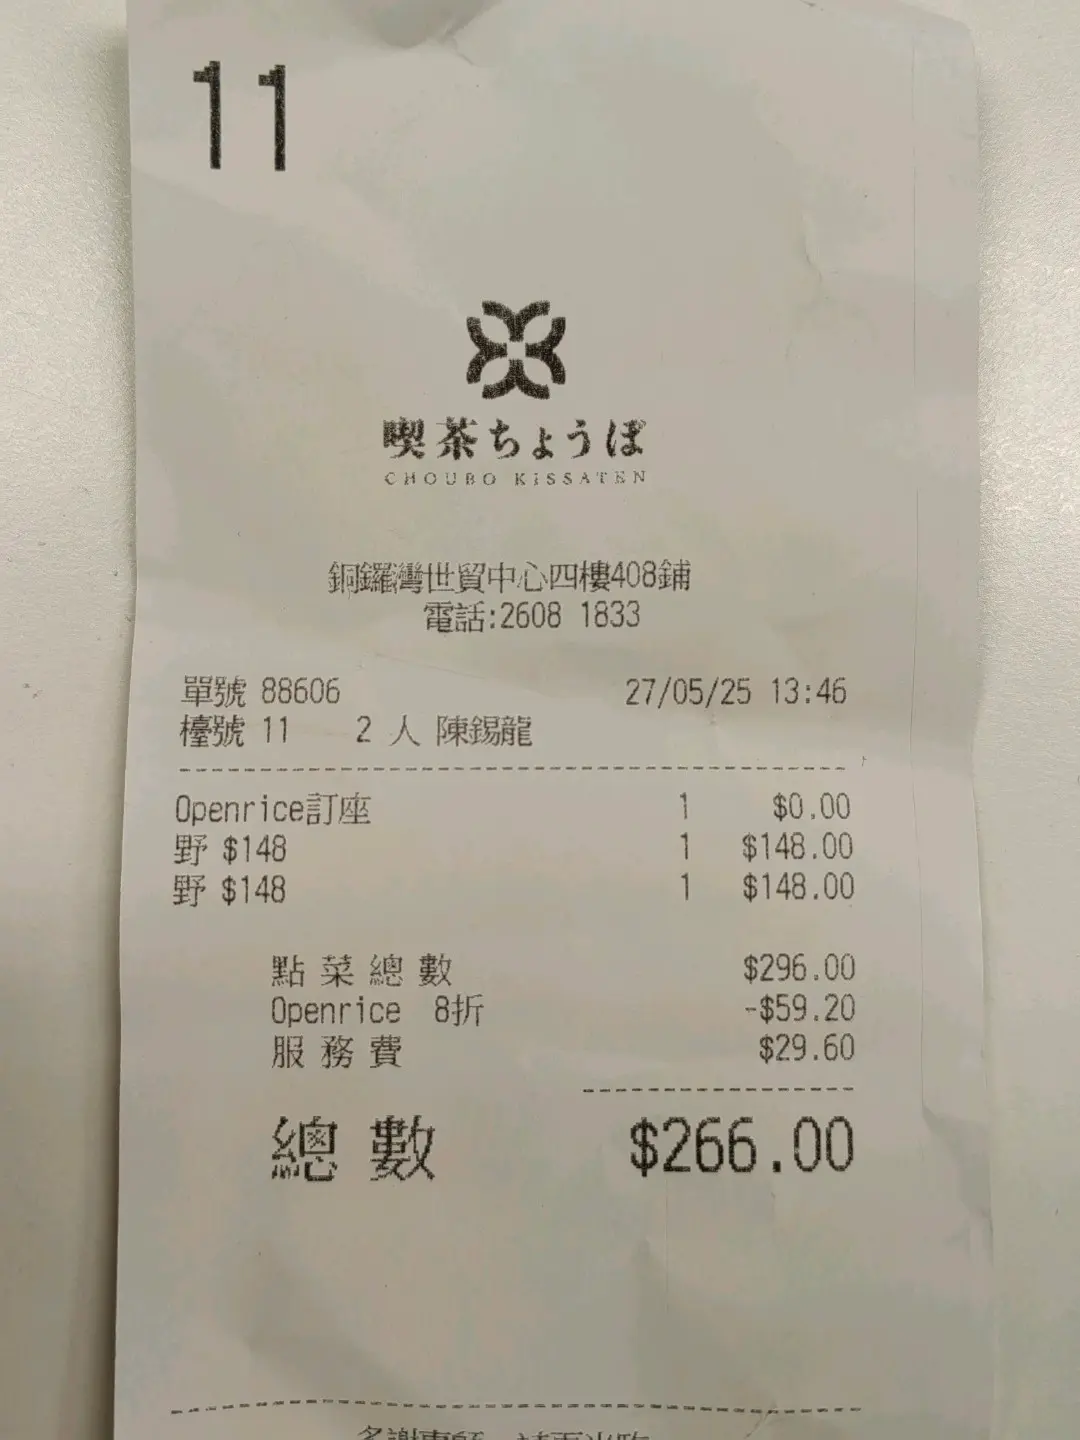 11
喫茶ちょうぼ
CHOUBO KISSATEN
銅鑼灣世貿中心四樓408鋪
電話:2608 1833
單號 88606 27/05/25 13:46
檯號 11 2 人 陳錫龍
Openrice訂座 1 $0.00
野 $148 1 $148.00
野 $148 1 $148.00
點菜總數 $296.00
Openrice 8折 -$59.20
服務費 $29.60
總數 $266.00